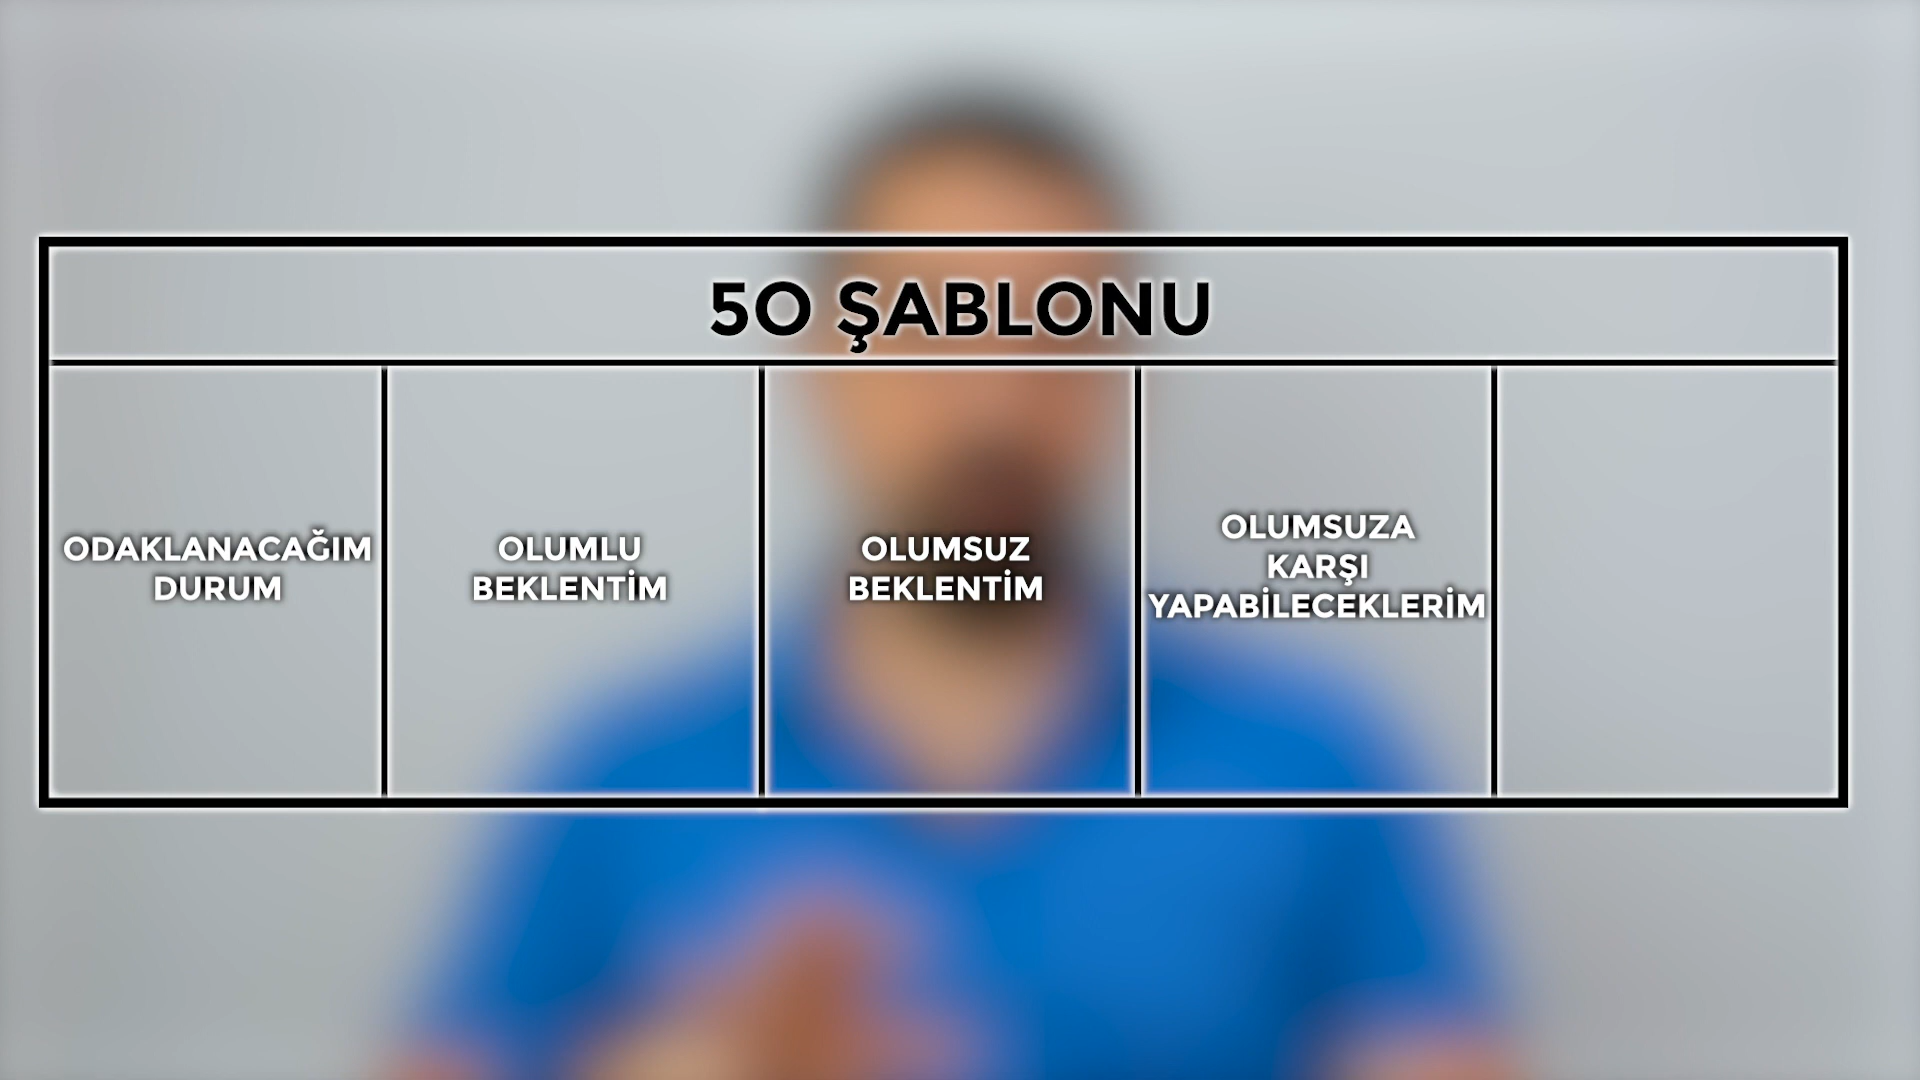 5O ŞABLONU
ODAKLANACAĞIM
DURUM
OLUMLU
BEKLENTİM
OLUMSUZ
BEKLENTİM
OLUMSUZA
KARŞI
YAPABİLECEKLERİM